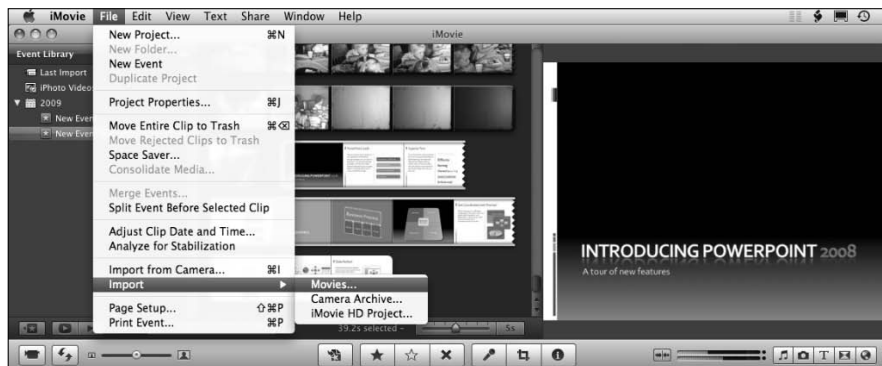 iMovie File Edit View Text Share Window Help
iMovie
Event Library
Last Import
iPhoto Videos
2009
New Even
New Even
New Project... ⌘N
New Folder...
New Event
Duplicate Project
Project Properties... ⌘J
Move Entire Clip to Trash ⌘⌫
Move Rejected Clips to Trash
Space Saver...
Consolidate Media...
Merge Events...
Split Event Before Selected Clip
Adjust Clip Date and Time...
Analyze for Stabilization
Import from Camera... ⌘I
Import
Page Setup... ⇧⌘P
Print Event... ⌘P
Movies...
Camera Archive...
iMovie HD Project...
39.2s selected -
5s
INTRODUCING POWERPOINT 2008
A tour of new features
T